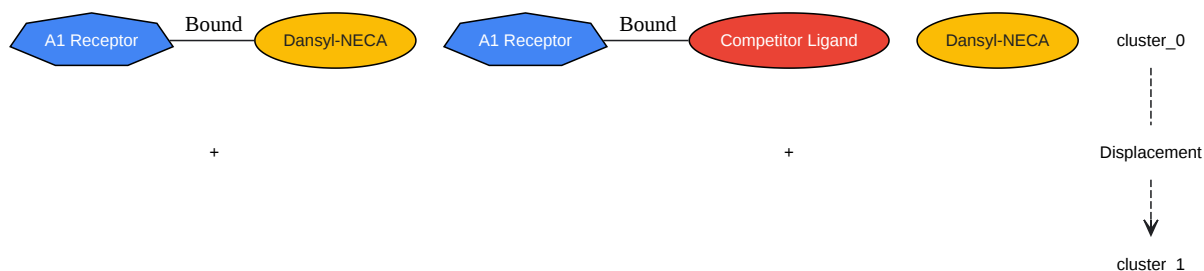 A1 Receptor Bound Dansyl-NECA A1 Receptor Bound Competitor Ligand Dansyl-NECA cluster_0
+ + Displacement
cluster_1